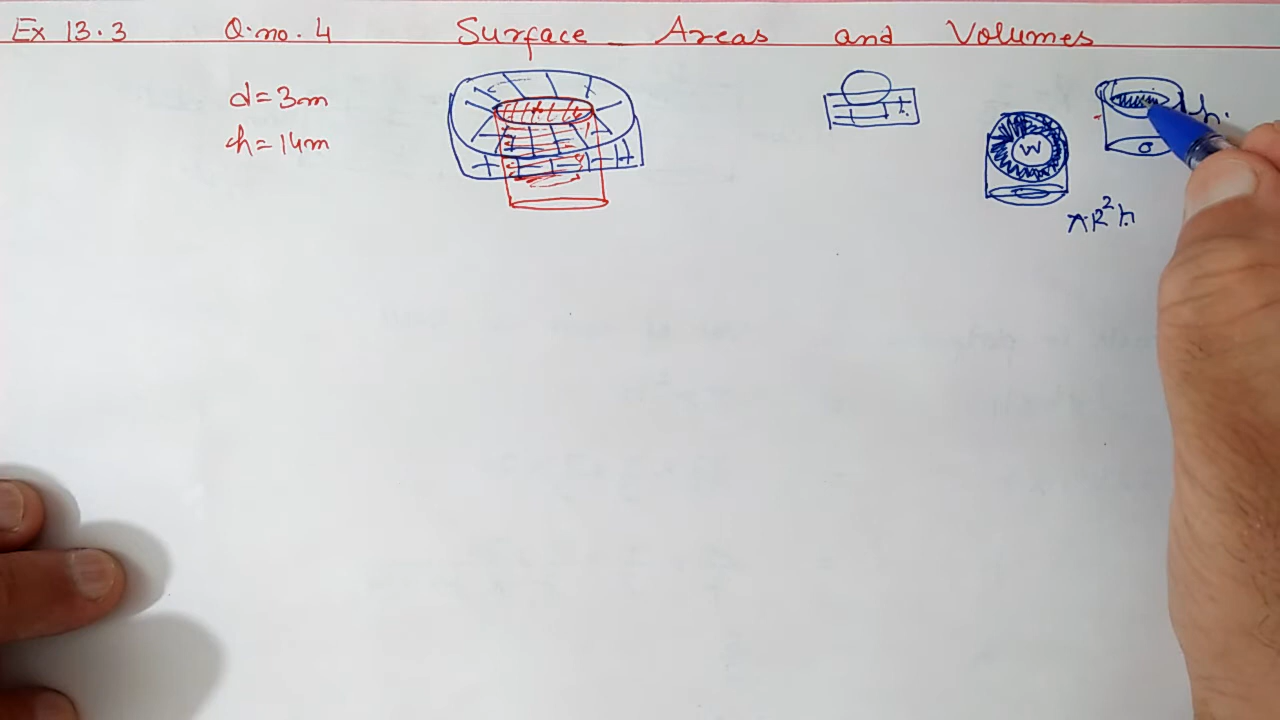 Ex 13.3 Q.no.4 Surface Areas and Volumes
d = 3m
h = 14m
W
h.
πR²h